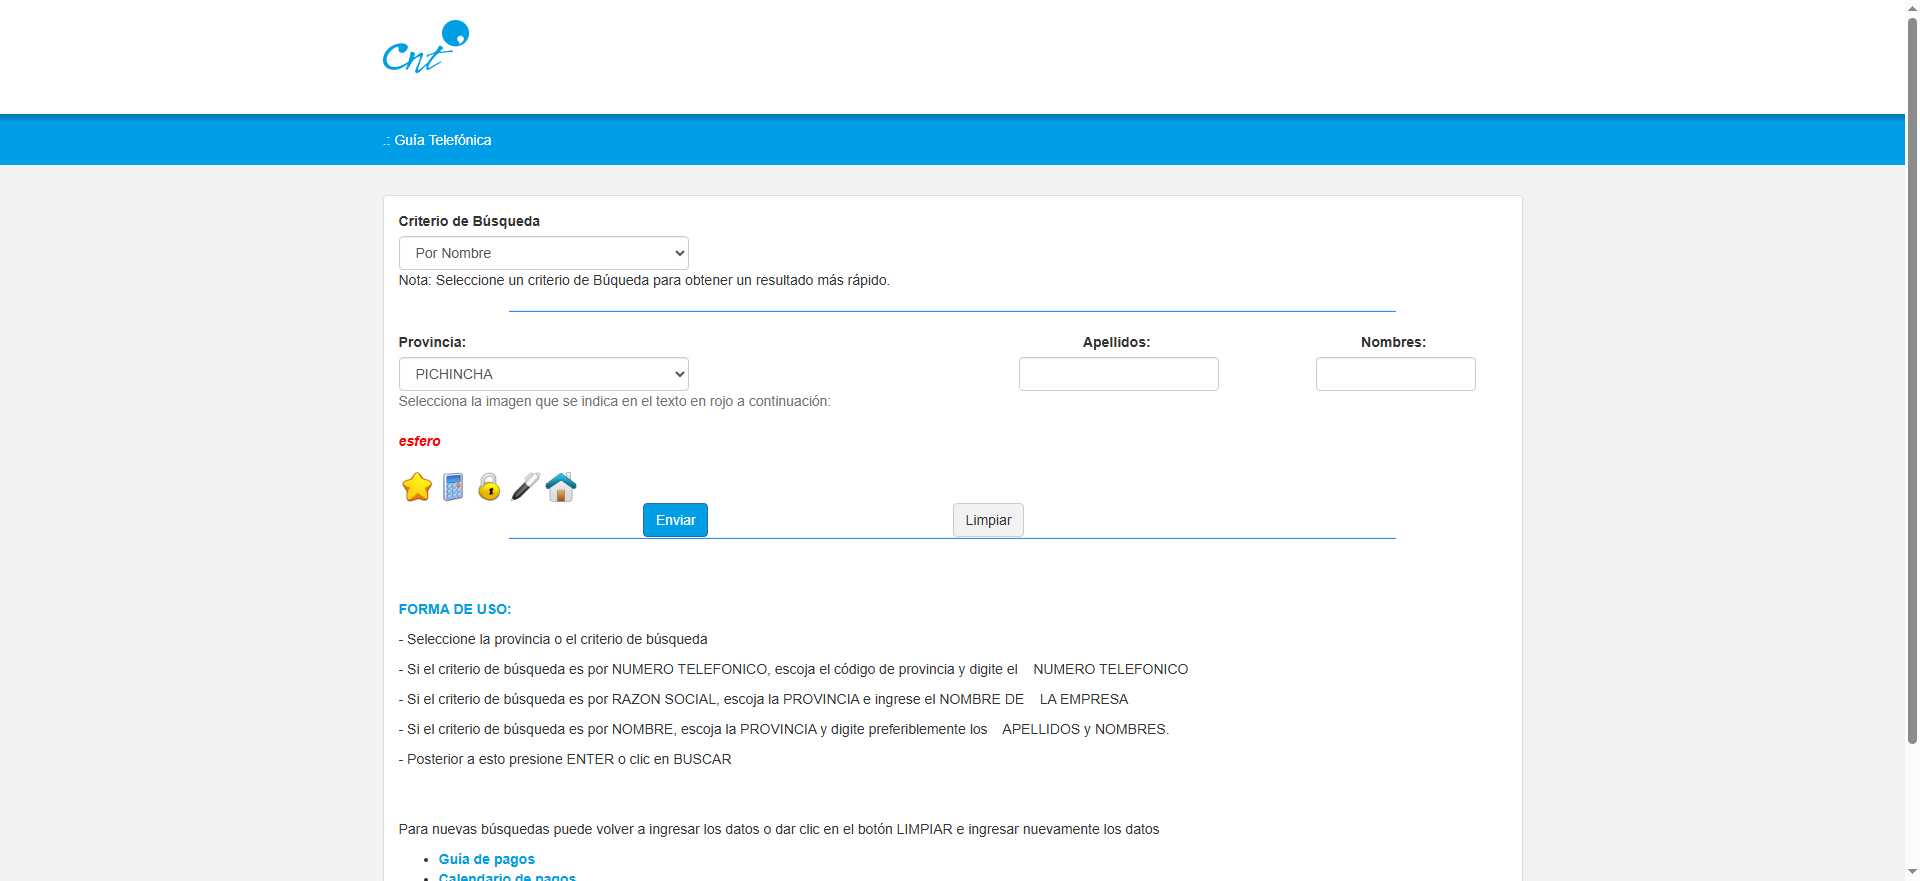 Cnt
.: Guía Telefónica
Criterio de Búsqueda
Por Nombre
Nota: Seleccione un criterio de Búqueda para obtener un resultado más rápido.
Provincia: Apellidos: Nombres:
PICHINCHA
Selecciona la imagen que se indica en el texto en rojo a continuación:
esfero
Enviar Limpiar
FORMA DE USO:
- Seleccione la provincia o el criterio de búsqueda
- Si el criterio de búsqueda es por NUMERO TELEFONICO, escoja el código de provincia y digite el NUMERO TELEFONICO
- Si el criterio de búsqueda es por RAZON SOCIAL, escoja la PROVINCIA e ingrese el NOMBRE DE LA EMPRESA
- Si el criterio de búsqueda es por NOMBRE, escoja la PROVINCIA y digite preferiblemente los APELLIDOS y NOMBRES.
- Posterior a esto presione ENTER o clic en BUSCAR
Para nuevas búsquedas puede volver a ingresar los datos o dar clic en el botón LIMPIAR e ingresar nuevamente los datos
• Guía de pagos
• Calendario de pagos